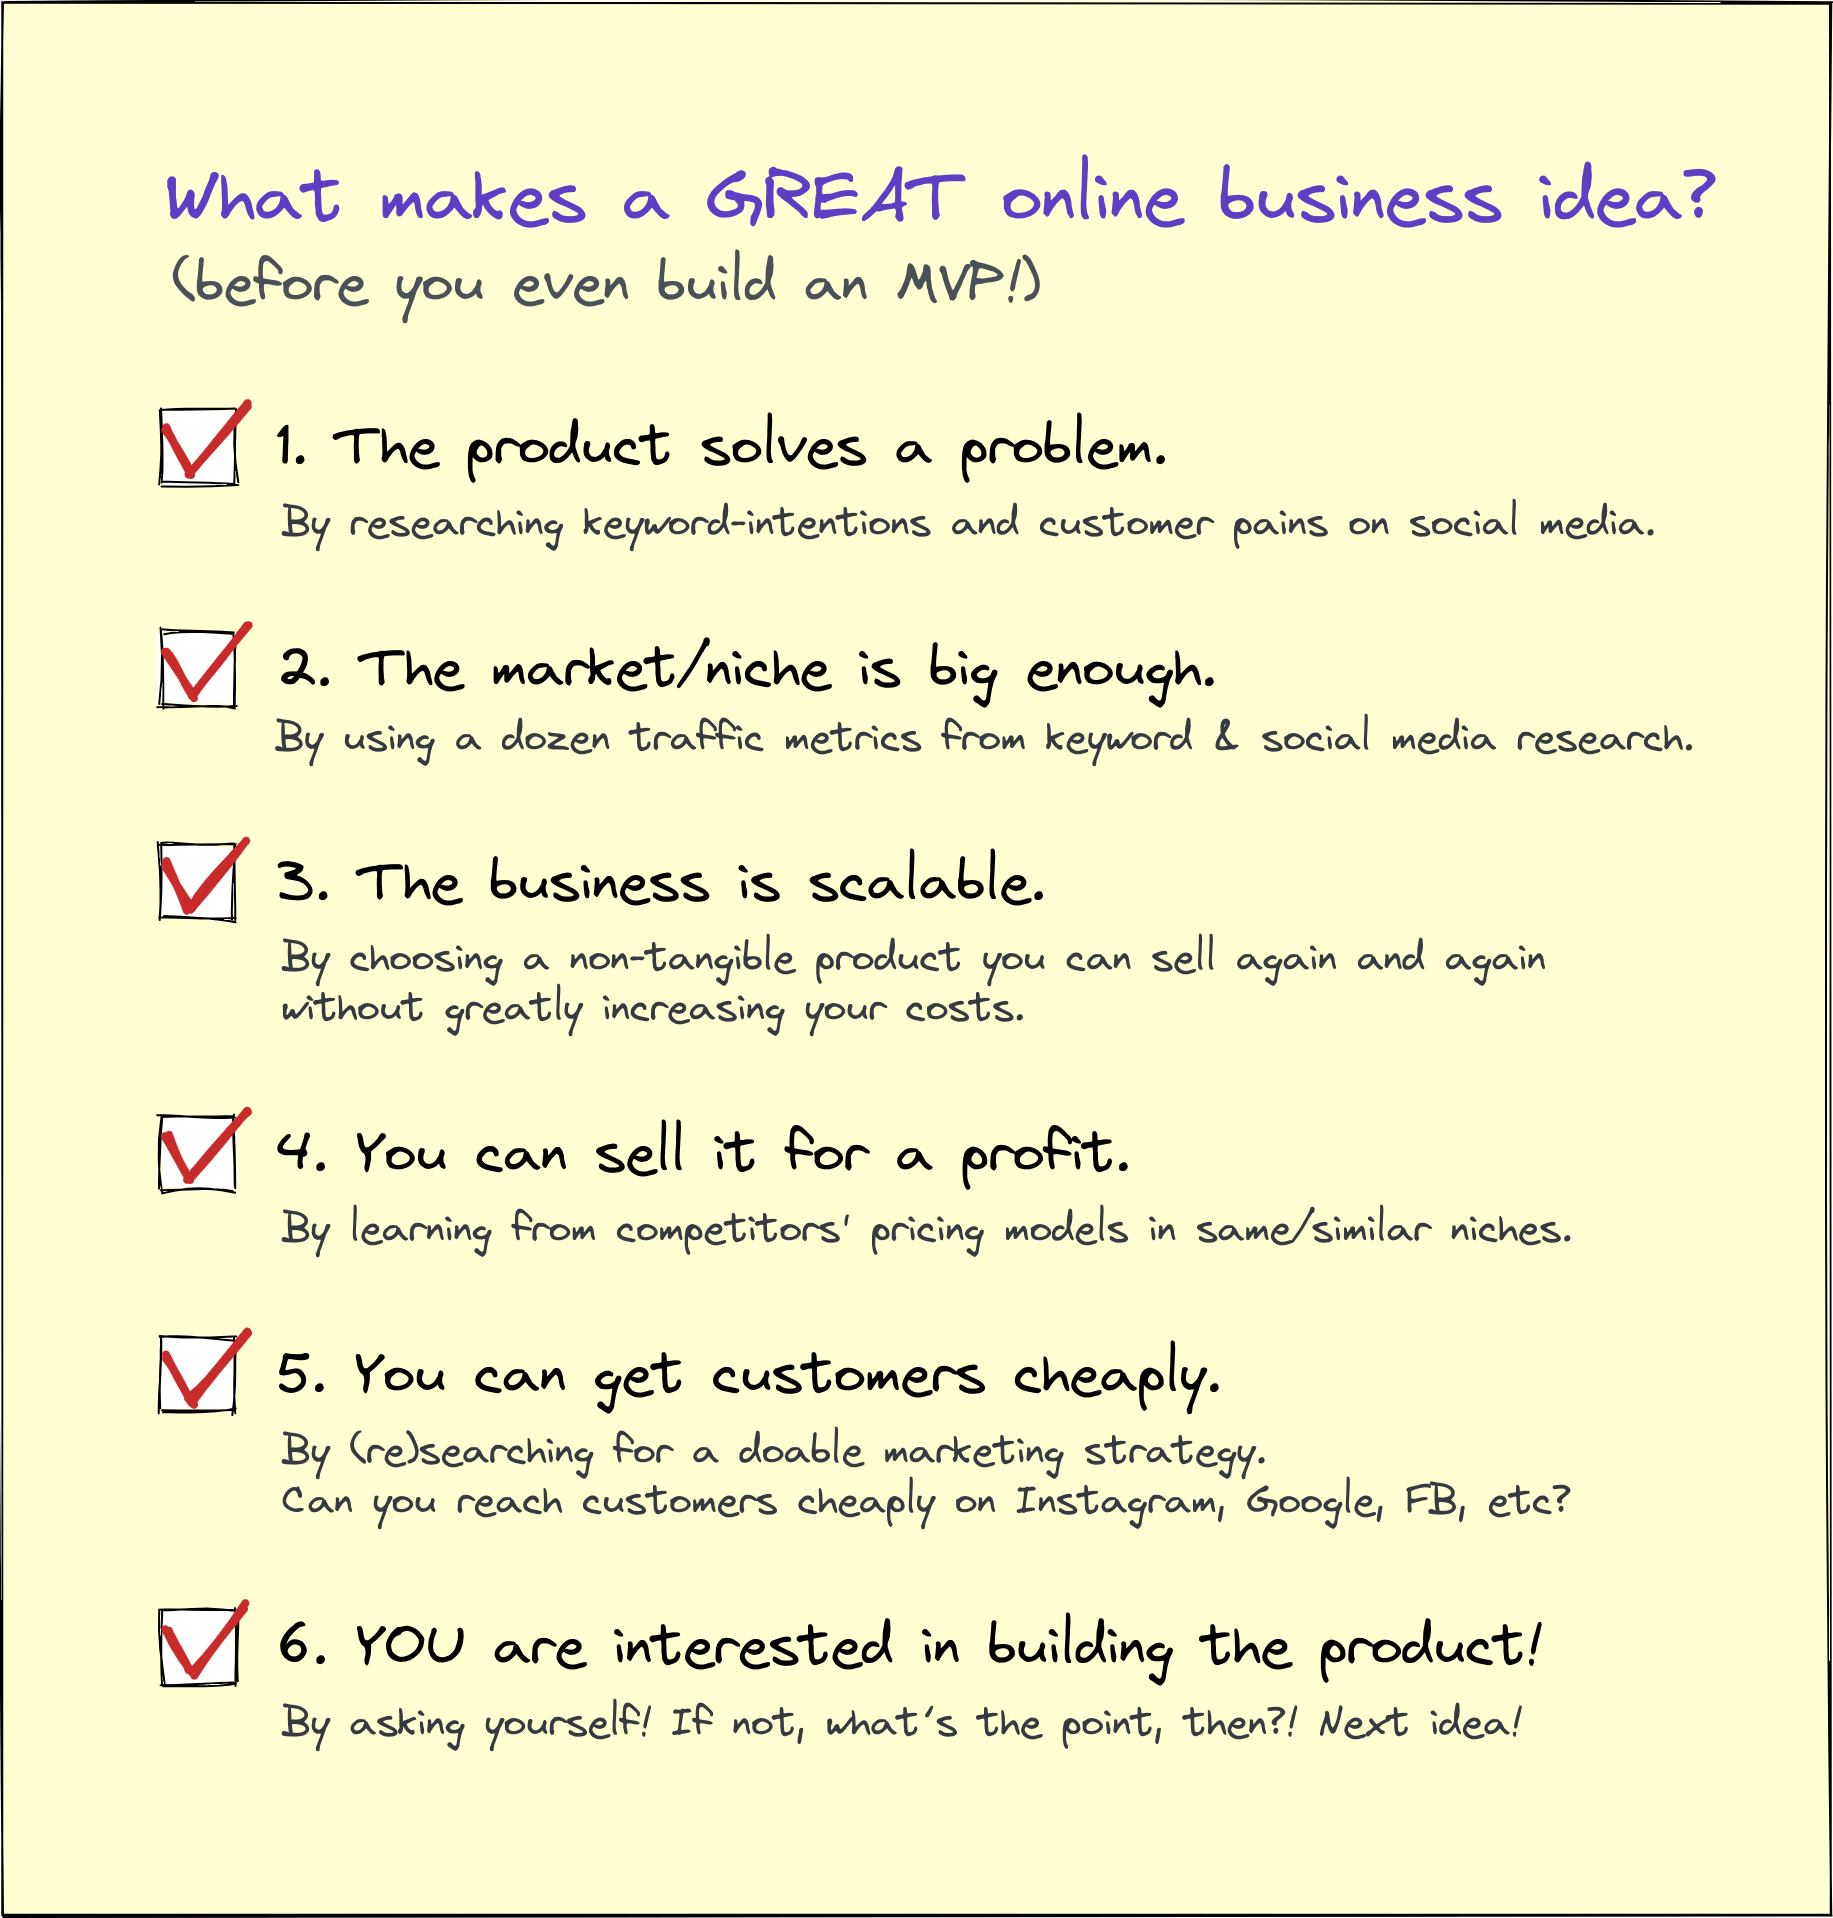 What makes a GREAT online business idea?
(before you even build an MVP!)
1. The product solves a problem.
By researching keyword-intentions and customer pains on social media.
2. The market/niche is big enough.
By using a dozen traffic metrics from keyword & social media research.
3. The business is scalable.
By choosing a non-tangible product you can sell again and again
without greatly increasing your costs.
4. You can sell it for a profit.
By learning from competitors' pricing models in same/similar niches.
5. You can get customers cheaply.
By (re)searching for a doable marketing strategy.
Can you reach customers cheaply on Instagram, Google, FB, etc?
6. YOU are interested in building the product!
By asking yourself! If not, what's the point, then?! Next idea!